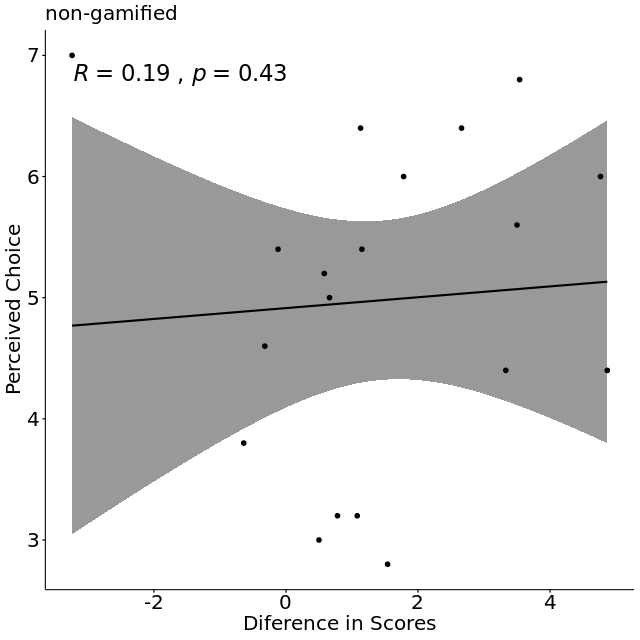 non-gamified
R = 0.19 , p = 0.43
7
6
5
4
3
Perceived Choice
-2 0 2 4
Diference in Scores